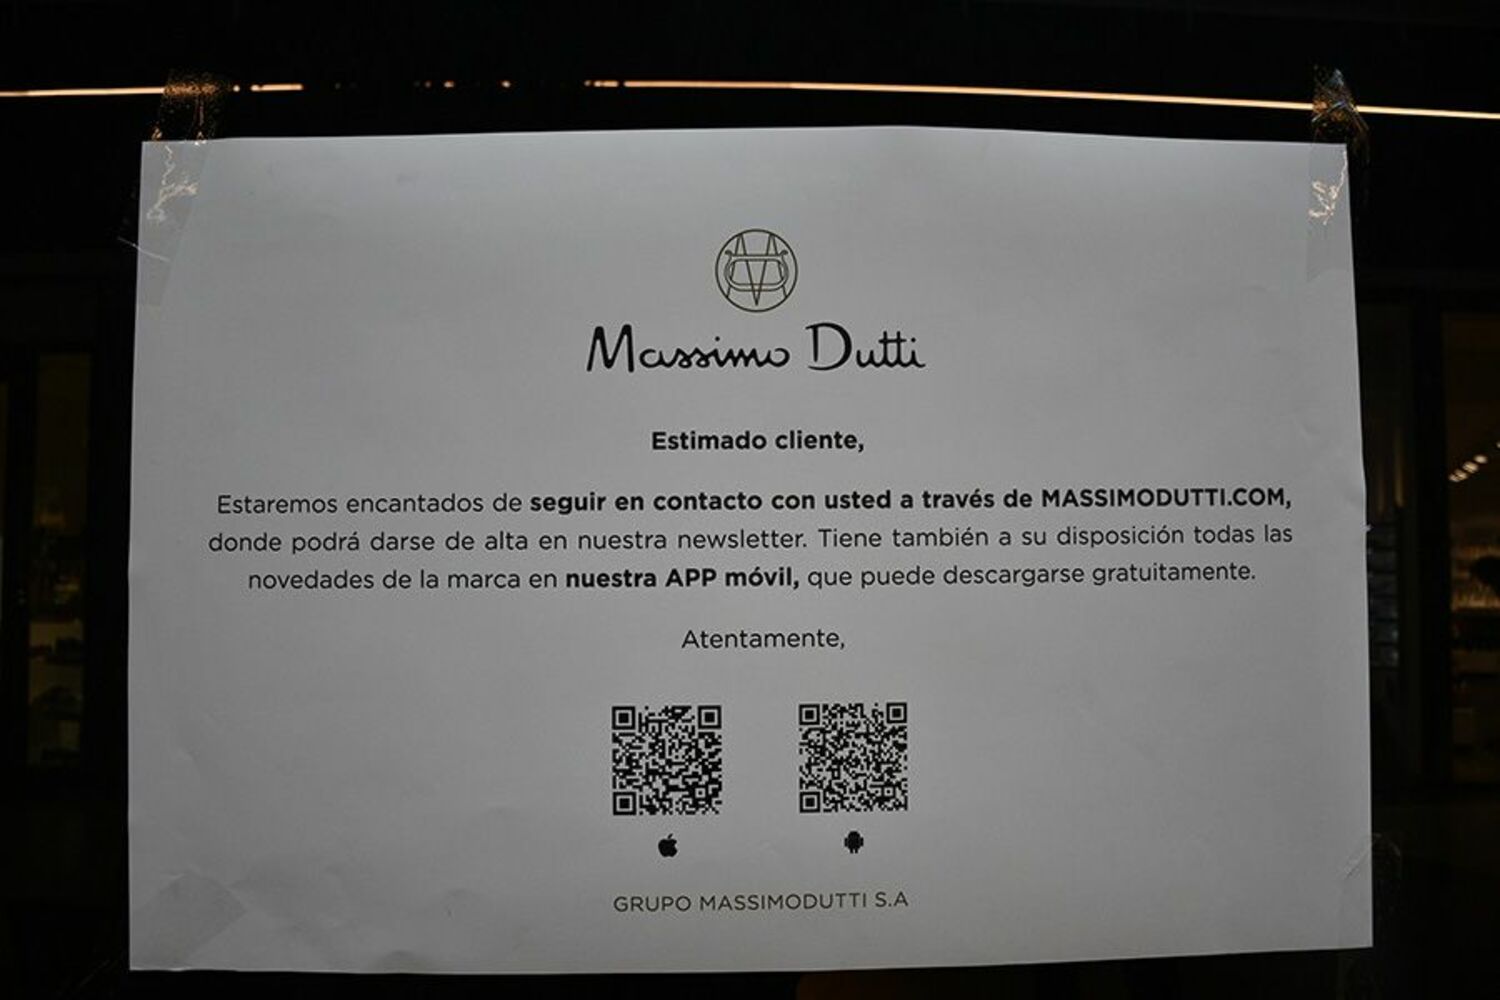 Massimo Dutti
Estimado cliente,
Estaremos encantados de seguir en contacto con usted a través de MASSIMODUTTI.COM,
donde podrá darse de alta en nuestra newsletter. Tiene también a su disposición todas las
novedades de la marca en nuestra APP móvil, que puede descargarse gratuitamente.
Atentamente,
GRUPO MASSIMODUTTI S.A